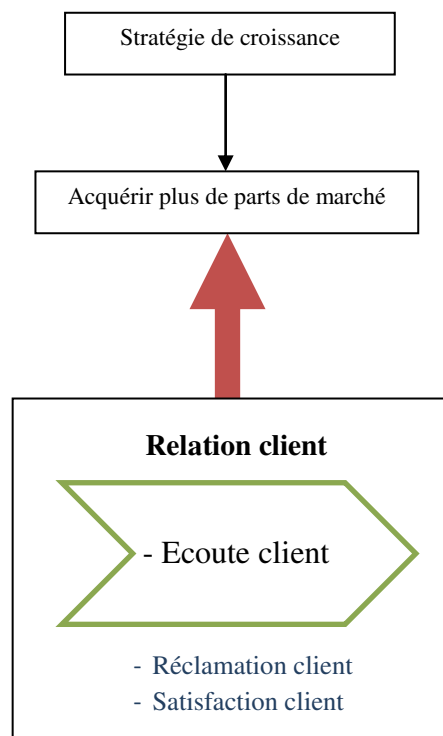 Stratégie de croissance
Acquérir plus de parts de marché
Relation client
- Ecoute client
- Réclamation client
- Satisfaction client